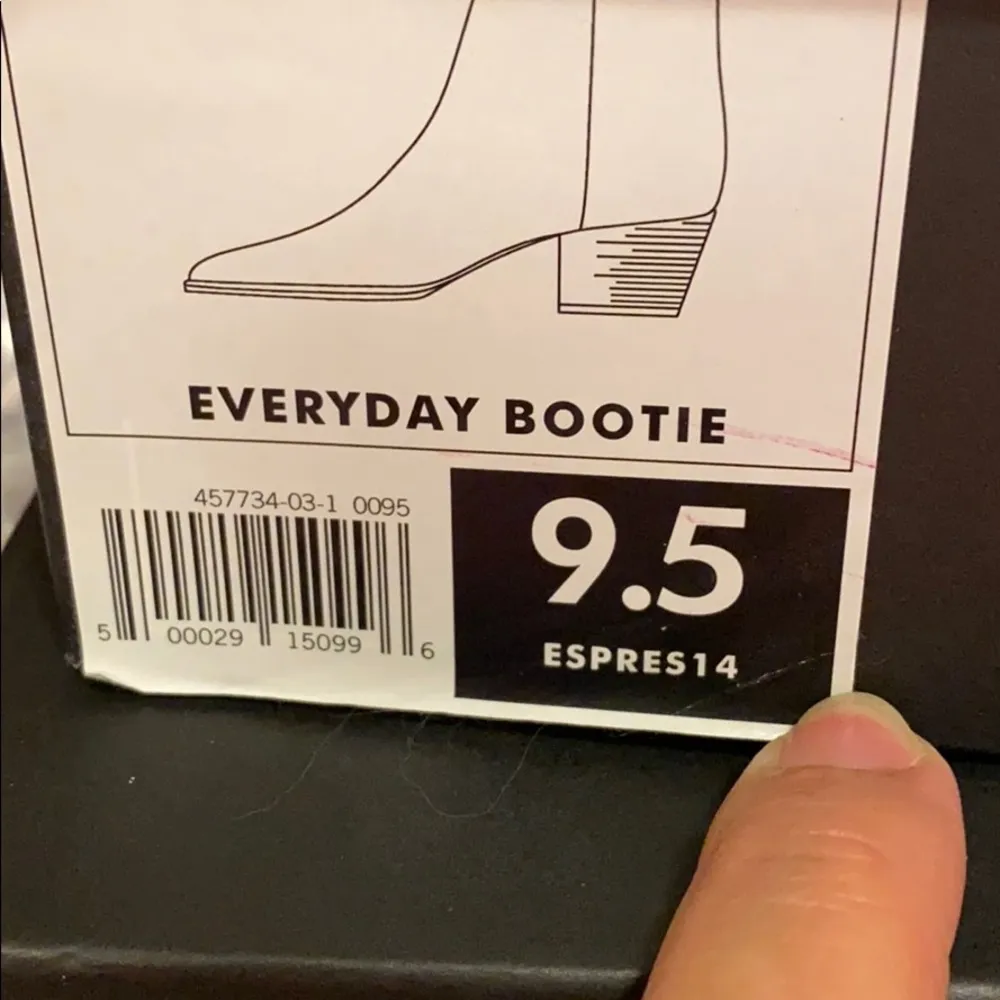 EVERYDAY BOOTIE
457734-03-1 0095
5 00029 15099 6
9.5
ESPRES14